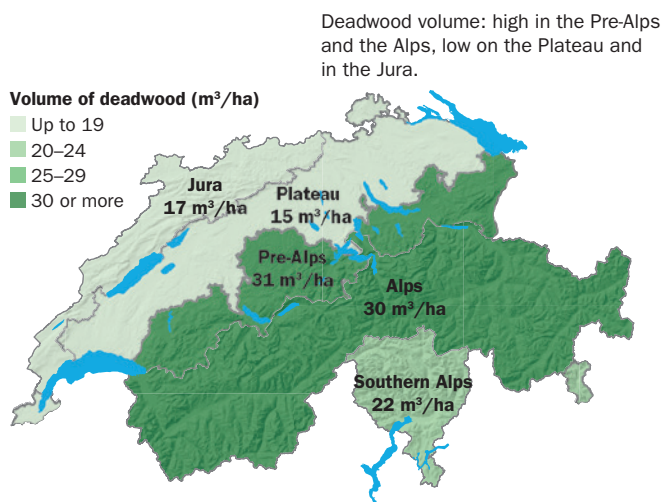 Deadwood volume: high in the Pre-Alps
and the Alps, low on the Plateau and
in the Jura.
Volume of deadwood (m³/ha)
Up to 19
20–24
25–29
30 or more
Jura
17 m³/ha
Plateau
15 m³/ha
Pre-Alps
31 m³/ha
Alps
30 m³/ha
Southern Alps
22 m³/ha